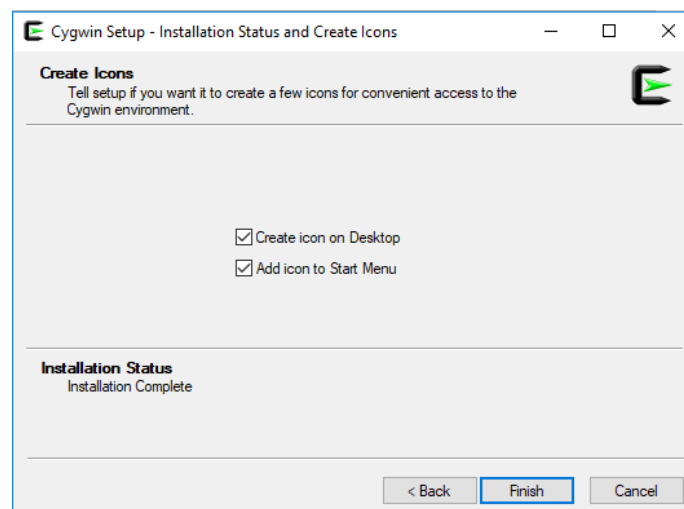 Cygwin Setup - Installation Status and Create Icons
Create Icons
Tell setup if you want it to create a few icons for convenient access to the
Cygwin environment.
Create icon on Desktop
Add icon to Start Menu
Installation Status
Installation Complete
< Back Finish Cancel